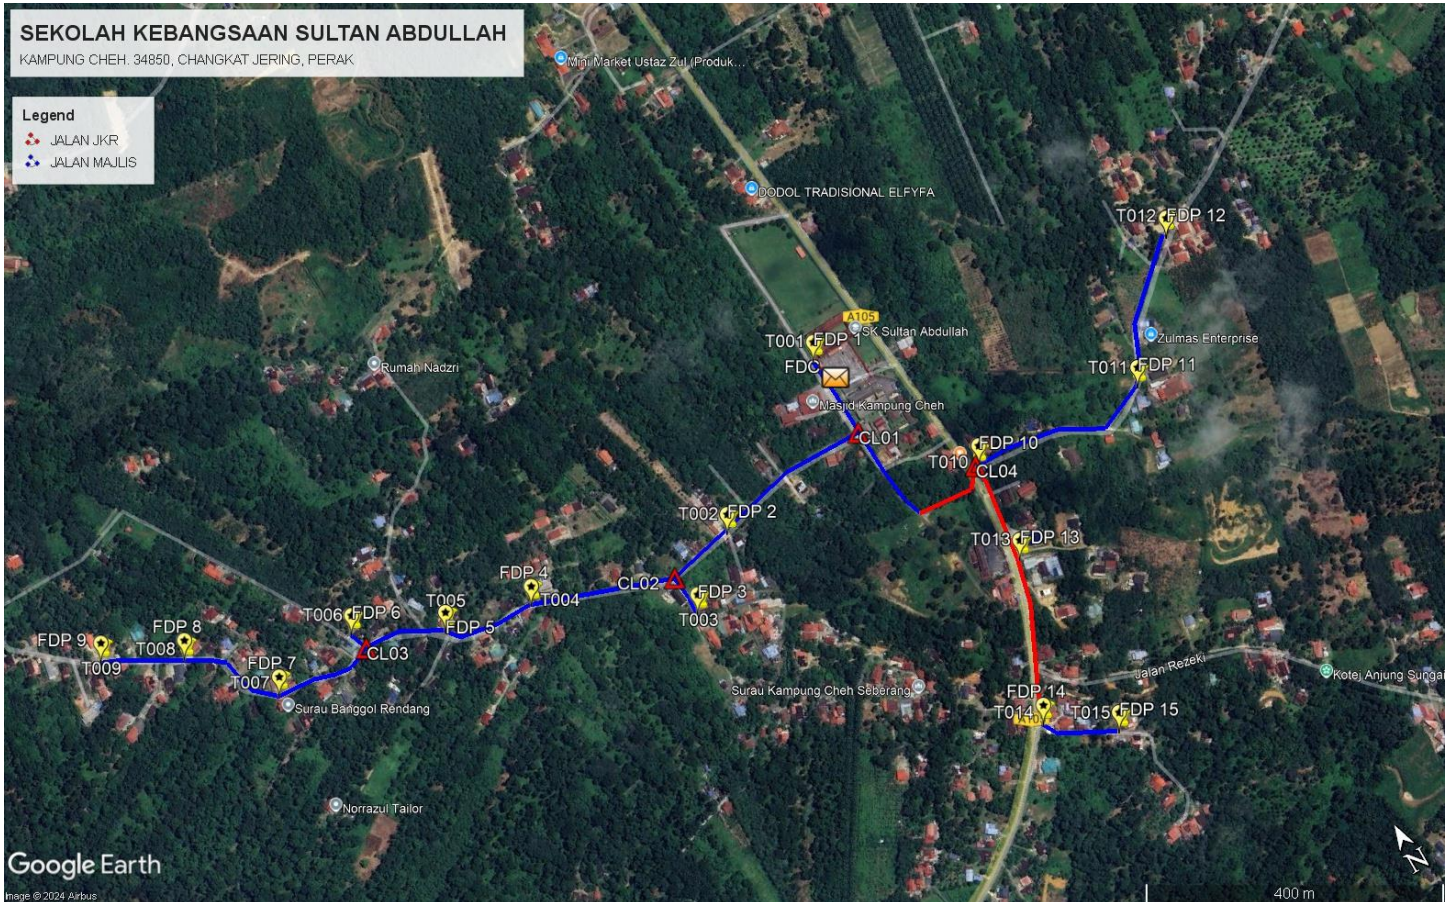 SEKOLAH KEBANGSAAN SULTAN ABDULLAH
KAMPUNG CHEH. 34850, CHANGKAT JERING, PERAK
Legend
JALAN JKR
JALAN MAJLIS
Mini Market Ustaz Zul (Produk...
DODOL TRADISIONAL ELFYFA
T012 FDP 12
A105
SK Sultan Abdullah
T001 FDP 1
Zulmas Enterprise
FDC
Rumah Nadzri
T011 FDP 11
Masjid Kampung Cheh
CL01
FDP 10
T010
CL04
T002 FDP 2
T013 FDP 13
FDP 4
CL02
FDP 3
T004
T003
T006 FDP 6
T005
FDP 5
FDP 8
FDP 9
T008
CL03
T009
FDP 7
T007
Jalan Rezeki
Kotej Anjung Sungai
Surau Kampung Cheh Seberang
FDP 14
T014
T015 FDP 15
Surau Banggol Rendang
Norrazul Tailor
Google Earth
N
Image © 2024 Airbus
400 m